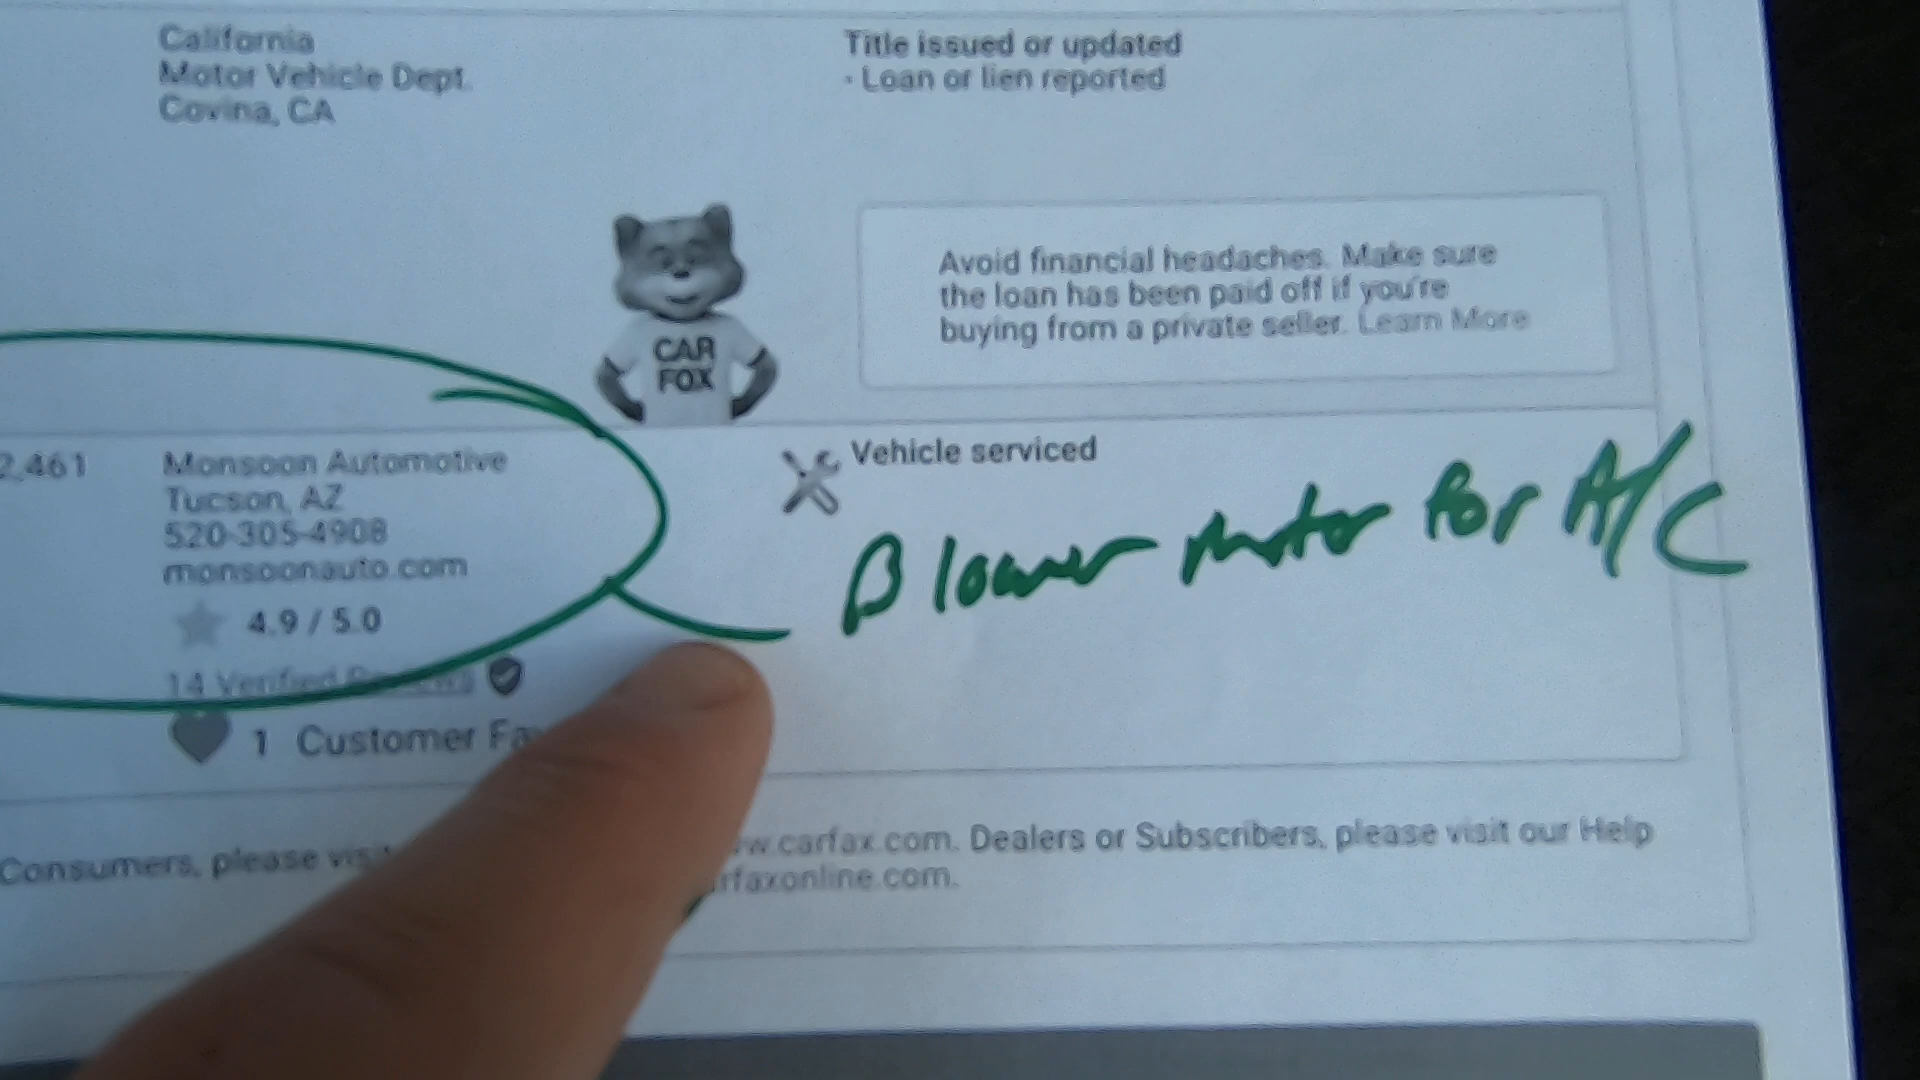 California
Motor Vehicle Dept.
Covina, CA
Title issued or updated
- Loan or lien reported
CAR
FOX
Avoid financial headaches. Make sure
the loan has been paid off if you're
buying from a private seller. Learn More
2,461
Monsoon Automotive
Tucson, AZ
520-305-4908
monsoonauto.com
4.9 / 5.0
14 Verified Reviews
1 Customer
Vehicle serviced
Blower motor for A/C
Consumers, please
carfax.com. Dealers or Subscribers, please visit our Help